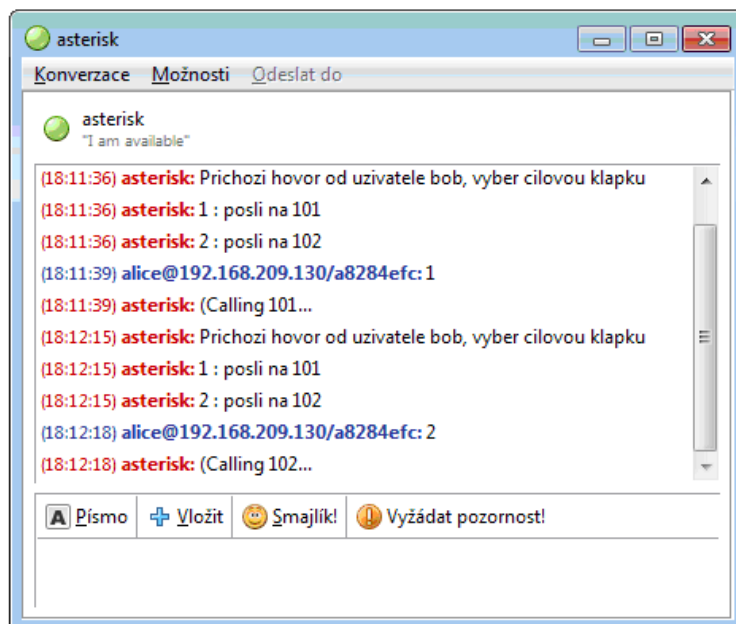 asterisk
Konverzace Možnosti Odeslat do
asterisk
"I am available"
(18:11:36) asterisk: Prichozi hovor od uzivatele bob, vyber cilovou klapku
(18:11:36) asterisk: 1 : posli na 101
(18:11:36) asterisk: 2 : posli na 102
(18:11:39) alice@192.168.209.130/a8284efc: 1
(18:11:39) asterisk: (Calling 101...
(18:12:15) asterisk: Prichozi hovor od uzivatele bob, vyber cilovou klapku
(18:12:15) asterisk: 1 : posli na 101
(18:12:15) asterisk: 2 : posli na 102
(18:12:18) alice@192.168.209.130/a8284efc: 2
(18:12:18) asterisk: (Calling 102...
A Písmo Vložit Smajlík! Vyžádat pozornost!